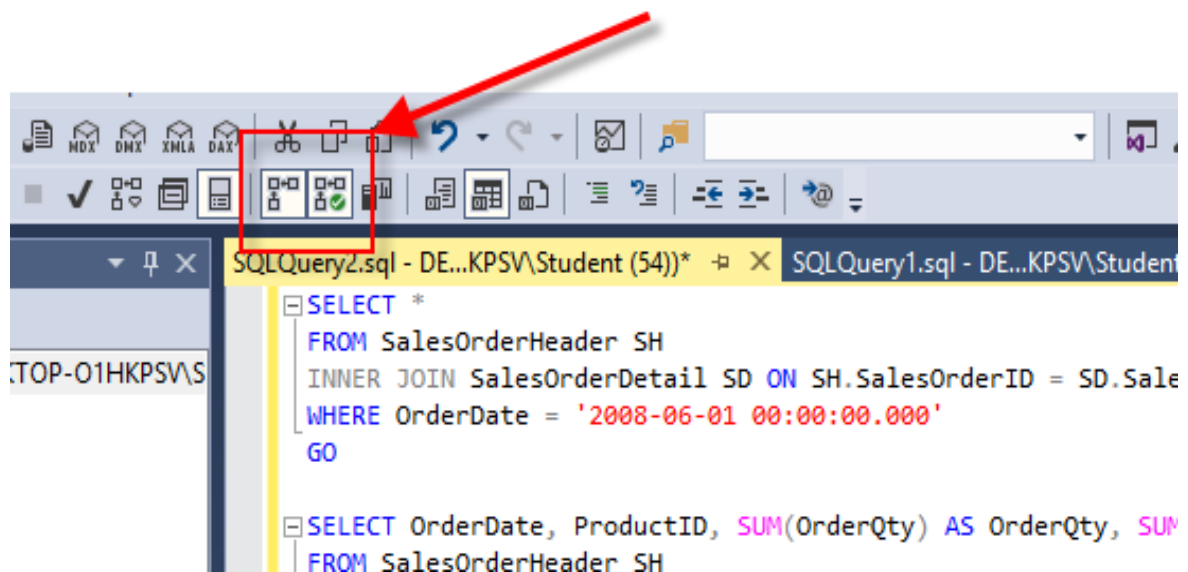 MDX DMX XMLA DAX
SQLQuery2.sql - DE...KPSV\Student (54))* SQLQuery1.sql - DE...KPSV\Student
SELECT *
FROM SalesOrderHeader SH
KTOP-O1HKPSV\S
INNER JOIN SalesOrderDetail SD ON SH.SalesOrderID = SD.Sale
WHERE OrderDate = '2008-06-01 00:00:00.000'
GO
SELECT OrderDate, ProductID, SUM(OrderQty) AS OrderQty, SUM
FROM SalesOrderHeader SH